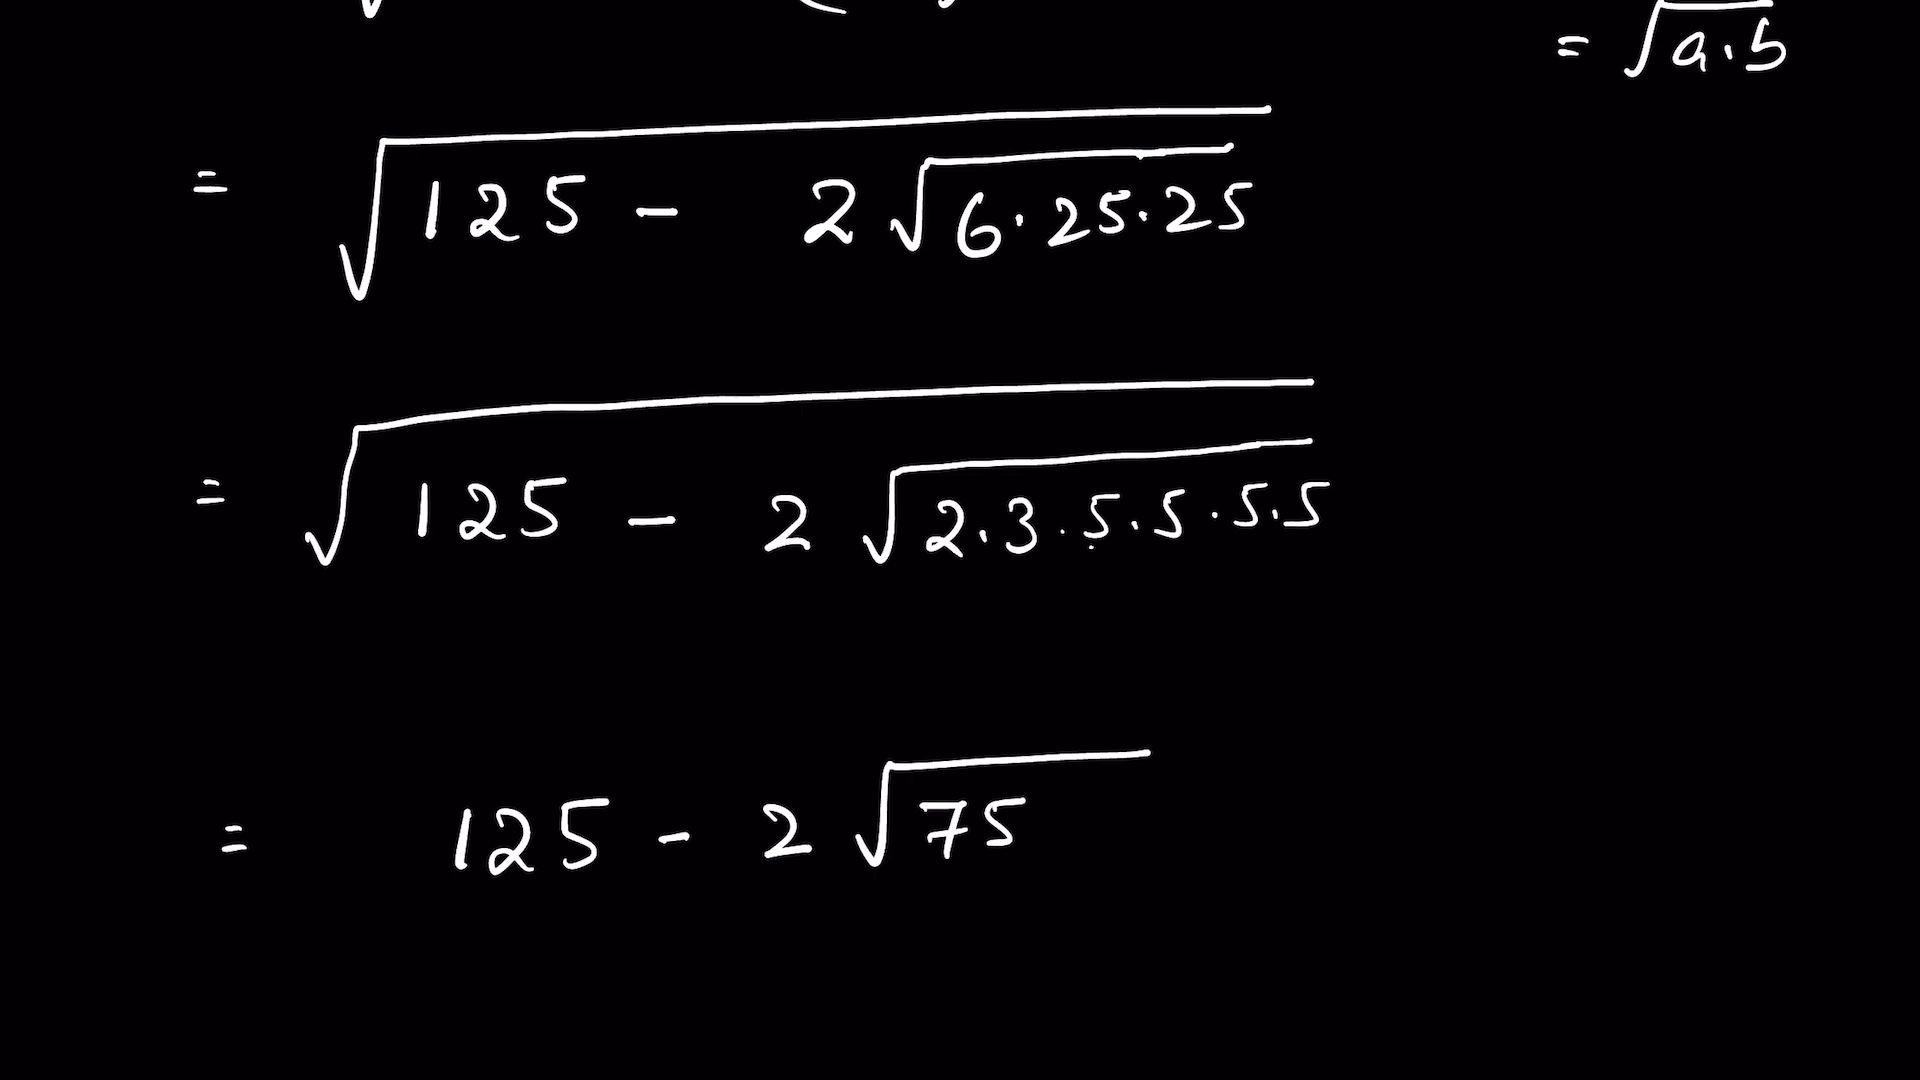 = √a.b
= √(125 - 2√(6.25.25))
= √(125 - 2√(2.3.5.5.5.5))
= 125 - 2√75